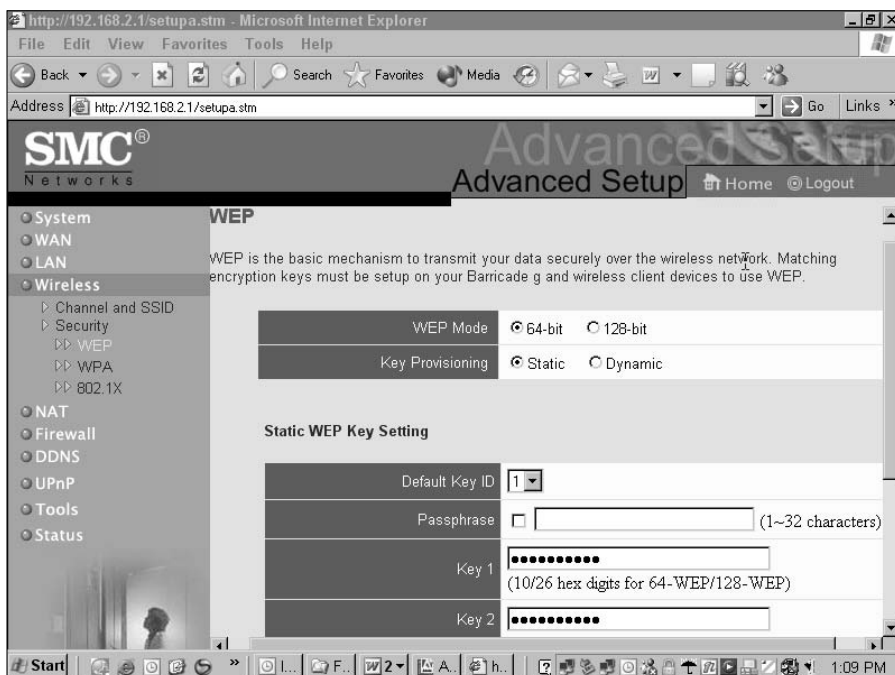 http://192.168.2.1/setupa.stm - Microsoft Internet Explorer
File Edit View Favorites Tools Help
Back Search Favorites Media
Address http://192.168.2.1/setupa.stm Go Links »
SMC®
Networks
Advanced Setup
Advanced Setup
Home Logout
System
WAN
LAN
Wireless
Channel and SSID
Security
WEP
WPA
802.1X
NAT
Firewall
DDNS
UPnP
Tools
Status
WEP
WEP is the basic mechanism to transmit your data securely over the wireless network. Matching
encryption keys must be setup on your Barricade g and wireless client devices to use WEP.
WEP Mode 64-bit 128-bit
Key Provisioning Static Dynamic
Static WEP Key Setting
Default Key ID 1
Passphrase (1~32 characters)
Key 1 ••••••••••
(10/26 hex digits for 64-WEP/128-WEP)
Key 2 ••••••••••
Start » I... F... W 2 A... h... 1:09 PM